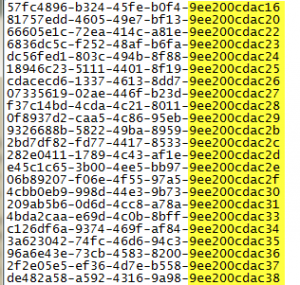 57fc4896-b324-45fe-b0f4-9ee200cdac16
81757edd-4605-49e7-bf13-9ee200cdac20
66605e1c-72ea-414c-a81e-9ee200cdac22
6836dc5c-f252-48af-b6fa-9ee200cdac23
dc56fed1-803c-494b-8f88-9ee200cdac24
18946c23-5111-4401-8f19-9ee200cdac25
cdacecd6-1337-4613-8dd7-9ee200cdac26
07335619-02ae-446f-b23d-9ee200cdac27
f37c14bd-4cda-4c21-8011-9ee200cdac28
0f8937d2-caa5-4c86-95eb-9ee200cdac29
9326688b-5822-49ba-8959-9ee200cdac2b
2bd7df82-fd77-4417-8533-9ee200cdac2c
282e0411-1789-4c43-af1e-9ee200cdac2d
e45c1c65-3b00-4ee5-bb97-9ee200cdac2e
06b89207-f06e-4f55-97a5-9ee200cdac2f
4cbb0eb9-998d-44e3-9b73-9ee200cdac30
209ab5b6-0d6d-4cc8-a78a-9ee200cdac31
4bda2caa-e69d-4c0b-8bff-9ee200cdac33
c126df6a-9374-469f-af84-9ee200cdac34
3a623042-74fc-46d6-94c3-9ee200cdac35
96a6e43e-73cb-4583-8200-9ee200cdac36
2f2e05e5-ef36-4d7e-b558-9ee200cdac37
de482a58-a592-4316-9a98-9ee200cdac38